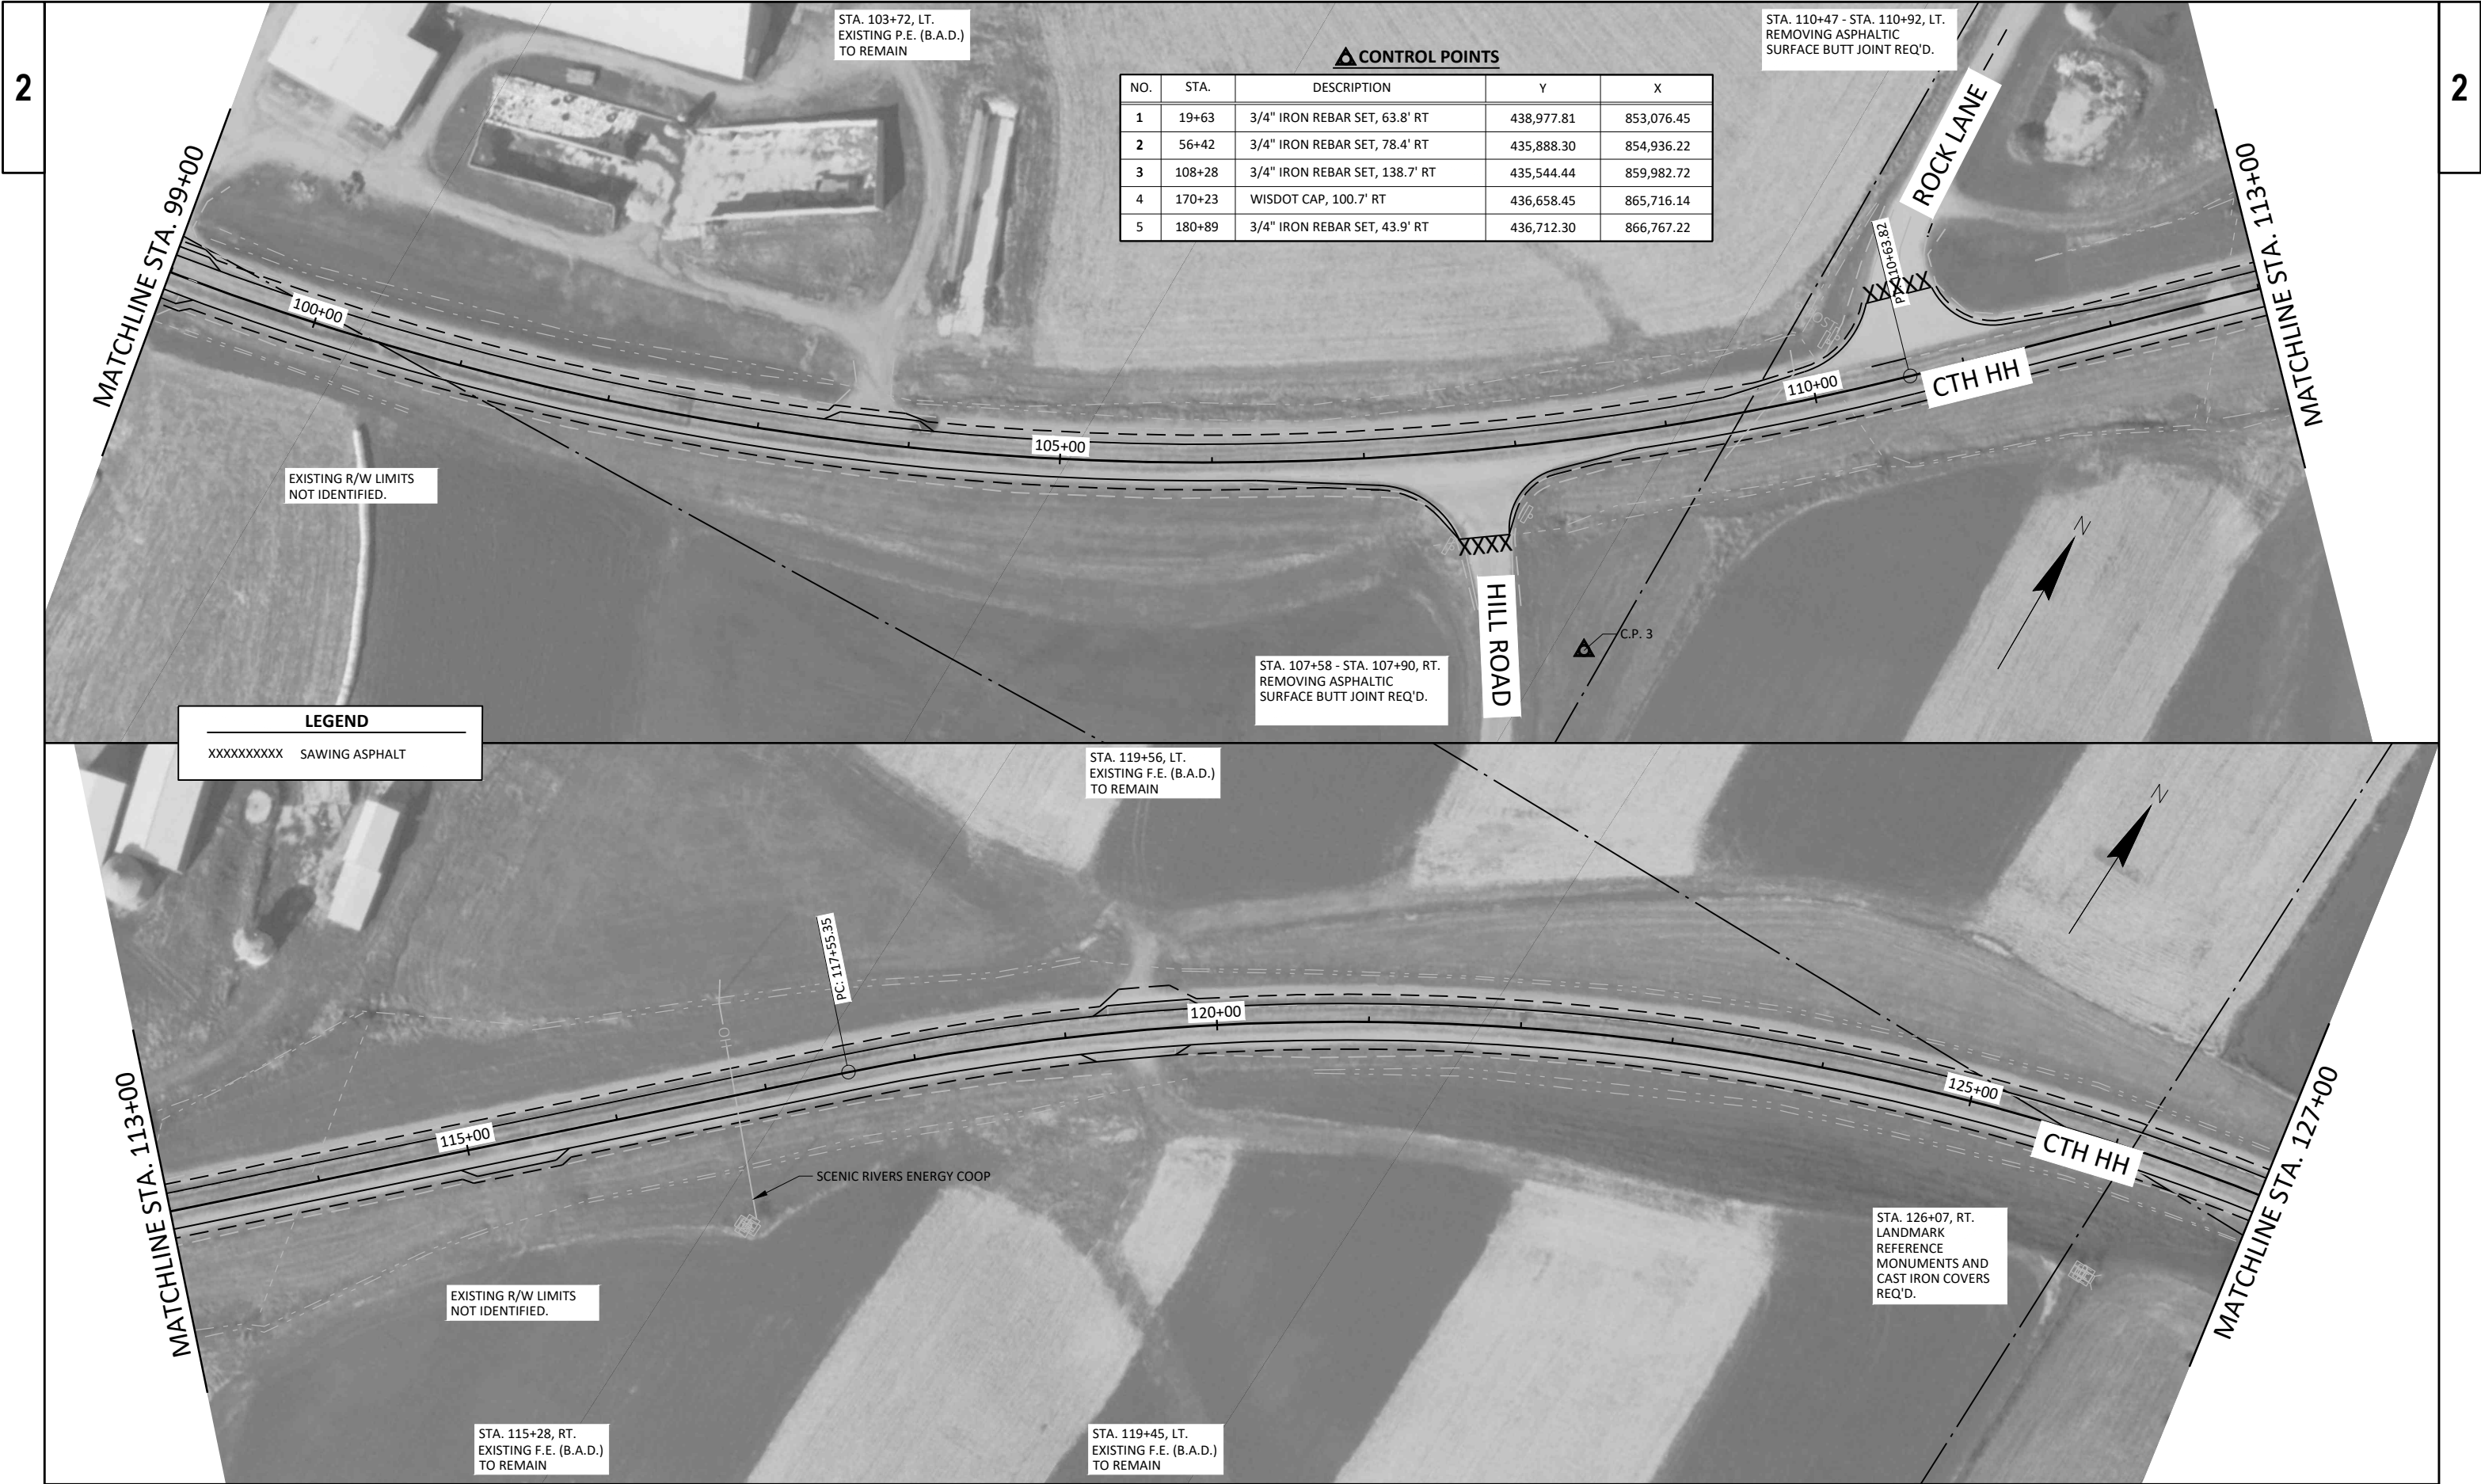 2
2
STA. 103+72, LT.
EXISTING P.E. (B.A.D.)
TO REMAIN
STA. 110+47 - STA. 110+92, LT.
REMOVING ASPHALTIC
SURFACE BUTT JOINT REQ'D.
CONTROL POINTS
NO. STA. DESCRIPTION Y X
1 19+63 3/4" IRON REBAR SET, 63.8' RT 438,977.81 853,076.45
2 56+42 3/4" IRON REBAR SET, 78.4' RT 435,888.30 854,936.22
3 108+28 3/4" IRON REBAR SET, 138.7' RT 435,544.44 859,982.72
4 170+23 WISDOT CAP, 100.7' RT 436,658.45 865,716.14
5 180+89 3/4" IRON REBAR SET, 43.9' RT 436,712.30 866,767.22
ROCK LANE
MATCHLINE STA. 99+00
MATCHLINE STA. 113+00
110+63.82
XXXXX
100+00
105+00
110+00
CTH HH
EXISTING R/W LIMITS
NOT IDENTIFIED.
N
XXXX
HILL ROAD
C.P. 3
STA. 107+58 - STA. 107+90, RT.
REMOVING ASPHALTIC
SURFACE BUTT JOINT REQ'D.
LEGEND
XXXXXXXXXX SAWING ASPHALT
STA. 119+56, LT.
EXISTING F.E. (B.A.D.)
TO REMAIN
N
PC: 117+55.35
OH
120+00
125+00
115+00
CTH HH
MATCHLINE STA. 113+00
MATCHLINE STA. 127+00
SCENIC RIVERS ENERGY COOP
STA. 126+07, RT.
LANDMARK
REFERENCE
MONUMENTS AND
CAST IRON COVERS
REQ'D.
EXISTING R/W LIMITS
NOT IDENTIFIED.
STA. 115+28, RT.
EXISTING F.E. (B.A.D.)
TO REMAIN
STA. 119+45, LT.
EXISTING F.E. (B.A.D.)
TO REMAIN